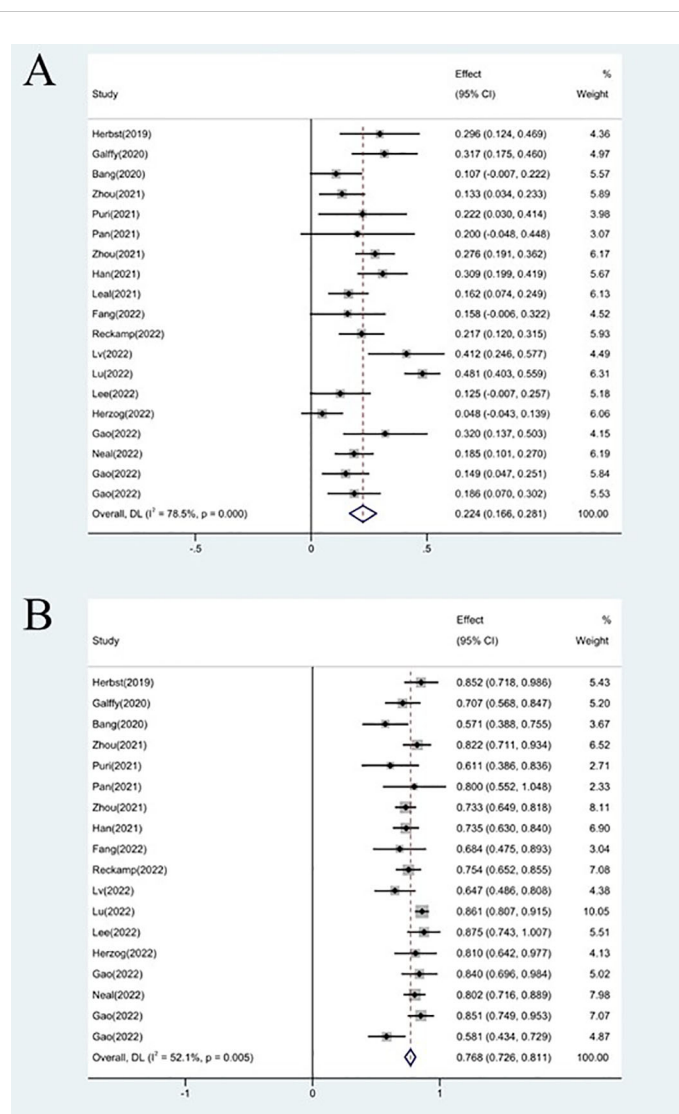 A
Effect %
Study (95% CI) Weight
Herbst(2019) 0.296 (0.124, 0.469) 4.36
Galffy(2020) 0.317 (0.175, 0.460) 4.97
Bang(2020) 0.107 (-0.007, 0.222) 5.57
Zhou(2021) 0.133 (0.034, 0.233) 5.89
Puri(2021) 0.222 (0.030, 0.414) 3.98
Pan(2021) 0.200 (-0.048, 0.448) 3.07
Zhou(2021) 0.276 (0.191, 0.362) 6.17
Han(2021) 0.309 (0.199, 0.419) 5.67
Leal(2021) 0.162 (0.074, 0.249) 6.13
Fang(2022) 0.158 (-0.006, 0.322) 4.52
Reckamp(2022) 0.217 (0.120, 0.315) 5.93
Lv(2022) 0.412 (0.246, 0.577) 4.49
Lu(2022) 0.481 (0.403, 0.559) 6.31
Lee(2022) 0.125 (-0.007, 0.257) 5.18
Herzog(2022) 0.048 (-0.043, 0.139) 6.06
Gao(2022) 0.320 (0.137, 0.503) 4.15
Neal(2022) 0.185 (0.101, 0.270) 6.19
Gao(2022) 0.149 (0.047, 0.251) 5.84
Gao(2022) 0.186 (0.070, 0.302) 5.53
Overall, DL (I² = 78.5%, p = 0.000) 0.224 (0.166, 0.281) 100.00
-.5 0 .5
B
Effect %
Study (95% CI) Weight
Herbst(2019) 0.852 (0.718, 0.986) 5.43
Galffy(2020) 0.707 (0.568, 0.847) 5.20
Bang(2020) 0.571 (0.388, 0.755) 3.67
Zhou(2021) 0.822 (0.711, 0.934) 6.52
Puri(2021) 0.611 (0.386, 0.836) 2.71
Pan(2021) 0.800 (0.552, 1.048) 2.33
Zhou(2021) 0.733 (0.649, 0.818) 8.11
Han(2021) 0.735 (0.630, 0.840) 6.90
Fang(2022) 0.684 (0.475, 0.893) 3.04
Reckamp(2022) 0.754 (0.652, 0.855) 7.08
Lv(2022) 0.647 (0.486, 0.808) 4.38
Lu(2022) 0.861 (0.807, 0.915) 10.05
Lee(2022) 0.875 (0.743, 1.007) 5.51
Herzog(2022) 0.810 (0.642, 0.977) 4.13
Gao(2022) 0.840 (0.696, 0.984) 5.02
Neal(2022) 0.802 (0.716, 0.889) 7.98
Gao(2022) 0.851 (0.749, 0.953) 7.07
Gao(2022) 0.581 (0.434, 0.729) 4.87
Overall, DL (I² = 52.1%, p = 0.005) 0.768 (0.726, 0.811) 100.00
-1 0 1